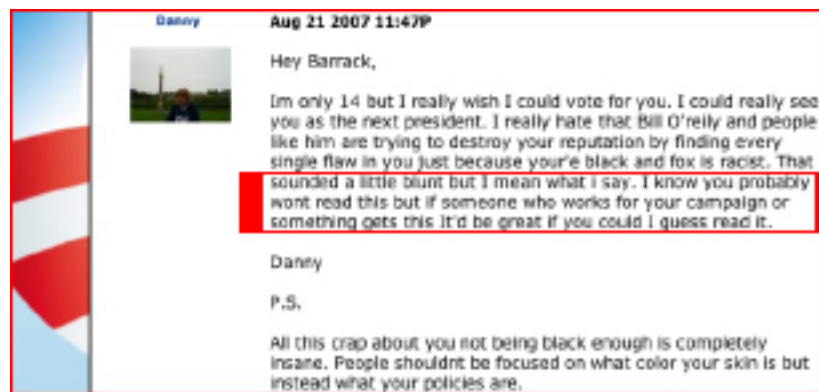 Danny
Aug 21 2007 11:47P
Hey Barrack,
Im only 14 but I really wish I could vote for you. I could really see
you as the next president. I really hate that Bill O'reily and people
like him are trying to destroy your reputation by finding every
single flaw in you just because your'e black and fox is racist. That
sounded a little blunt but I mean what i say. I know you probably
wont read this but if someone who works for your campaign or
something gets this It'd be great if you could I guess read it.
Danny
P.S.
All this crap about you not being black enough is completely
insane. People shouldnt be focused on what color your skin is but
instead what your policies are.